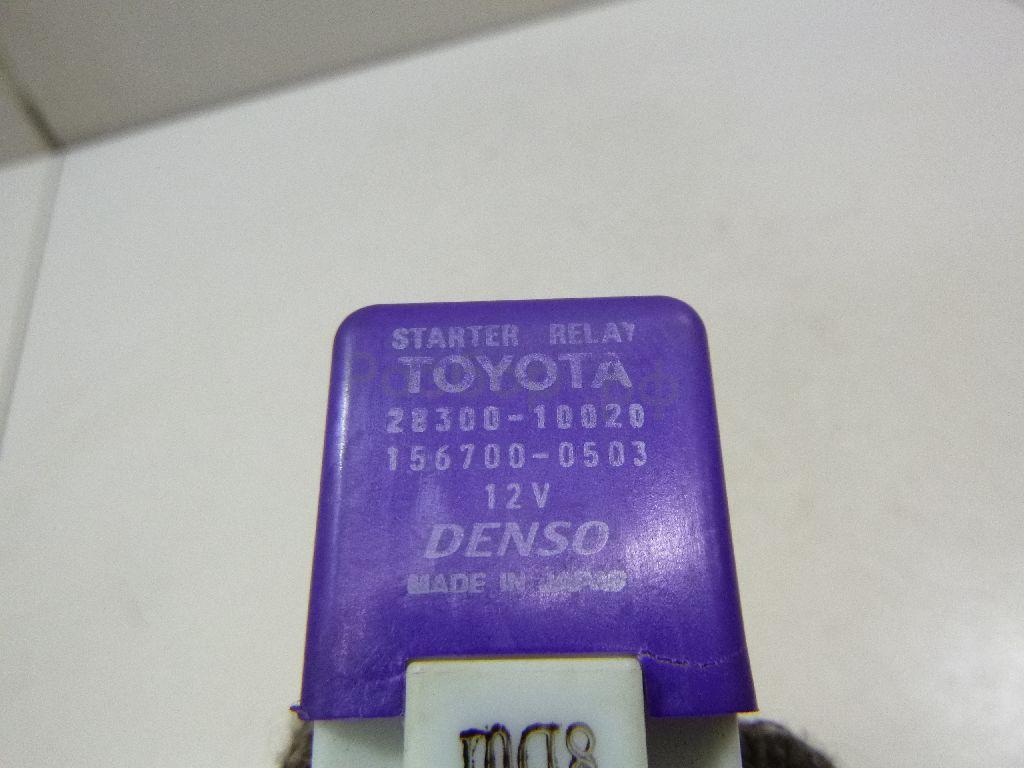 STARTER RELAY
TOYOTA
28300-10020
156700-0503
12V
DENSO
MADE IN JAPAN